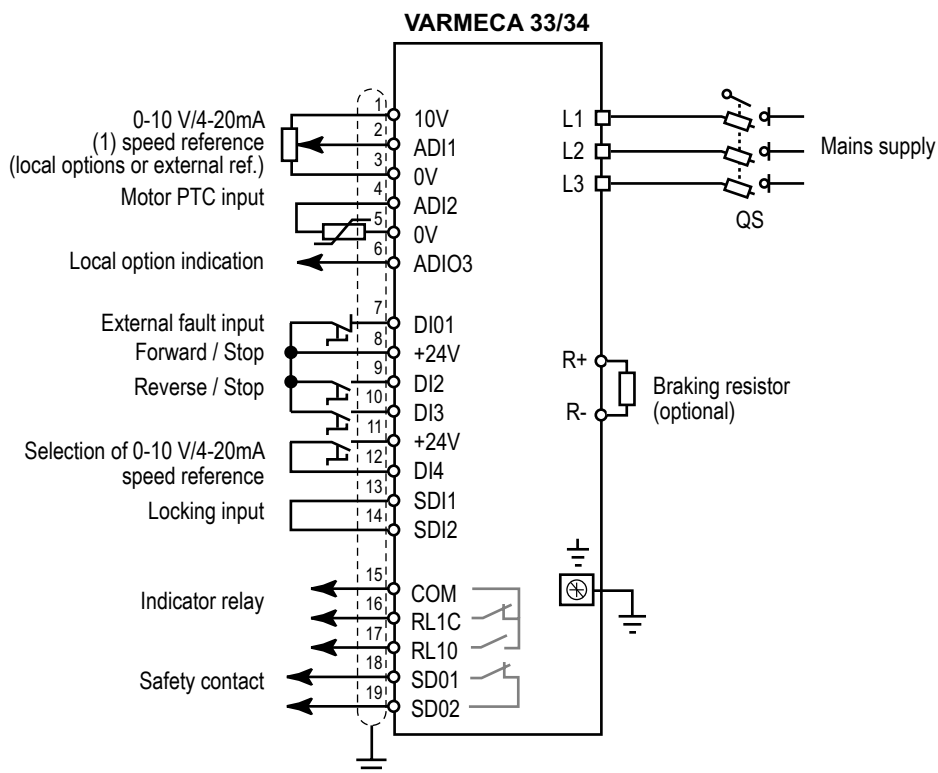 VARMECA 33/34
0-10 V/4-20mA
(1) speed reference
(local options or external ref.)
Motor PTC input
Local option indication
External fault input
Forward / Stop
Reverse / Stop
Selection of 0-10 V/4-20mA
speed reference
Locking input
Indicator relay
Safety contact
1 10V
2 ADI1
3 0V
4 ADI2
5 0V
6 ADIO3
7 DI01
8 +24V
9 DI2
10 DI3
11 +24V
12 DI4
13 SDI1
14 SDI2
15 COM
16 RL1C
17 RL10
18 SD01
19 SD02
L1
L2
L3
Mains supply
QS
R+
R-
Braking resistor
(optional)